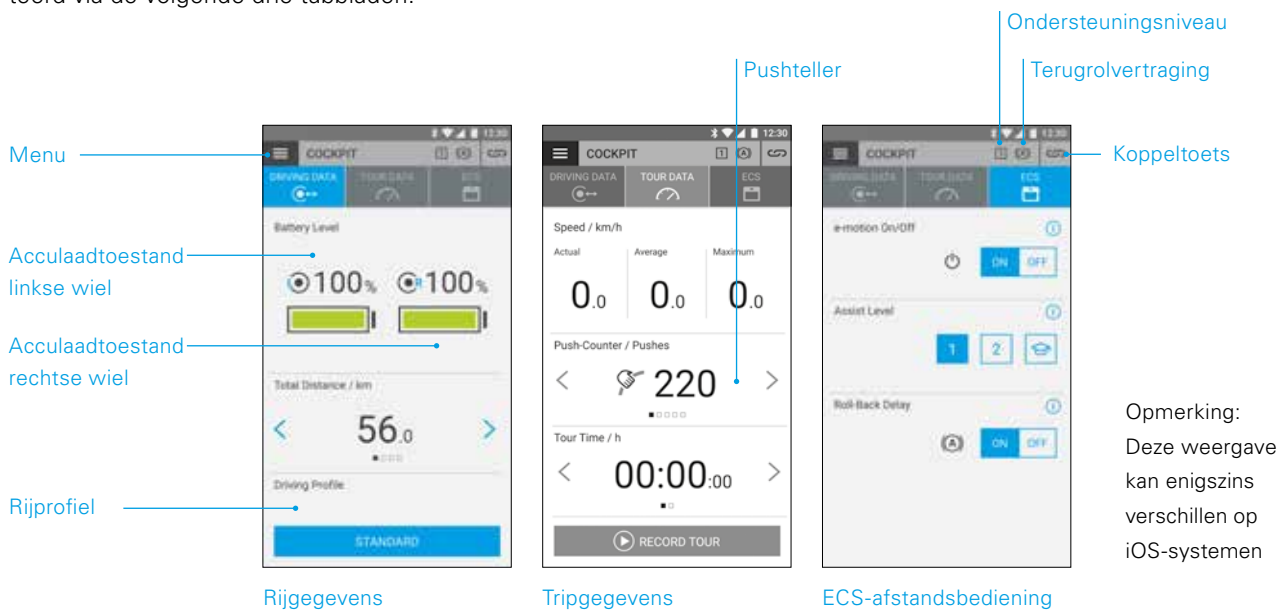 teerd via de volgende drie tabbladen:
Ondersteuningsniveau
Pushteller
Terugrolvertraging
Menu
Koppeltoets
Acculaadtoestand
linkse wiel
Acculaadtoestand
rechtse wiel
Rijprofiel
12:30
COCKPIT
1 A
DRIVING DATA TOUR DATA ECS
Battery Level
100% R 100%
Total Distance / km
< 56.0 >
Driving Profile
STANDARD
Rijgegevens
12:30
COCKPIT
1 A
DRIVING DATA TOUR DATA ECS
Speed / km/h
Actual Average Maximum
0.0 0.0 0.0
Push-Counter / Pushes
< 220 >
Tour Time / h
< 00:00:00 >
RECORD TOUR
Tripgegevens
12:30
COCKPIT
1 A
DRIVING DATA TOUR DATA ECS
e-motion On/Off
ON OFF
Assist Level
1 2
Roll-Back Delay
A ON OFF
ECS-afstandsbediening
Opmerking:
Deze weergave
kan enigszins
verschillen op
iOS-systemen